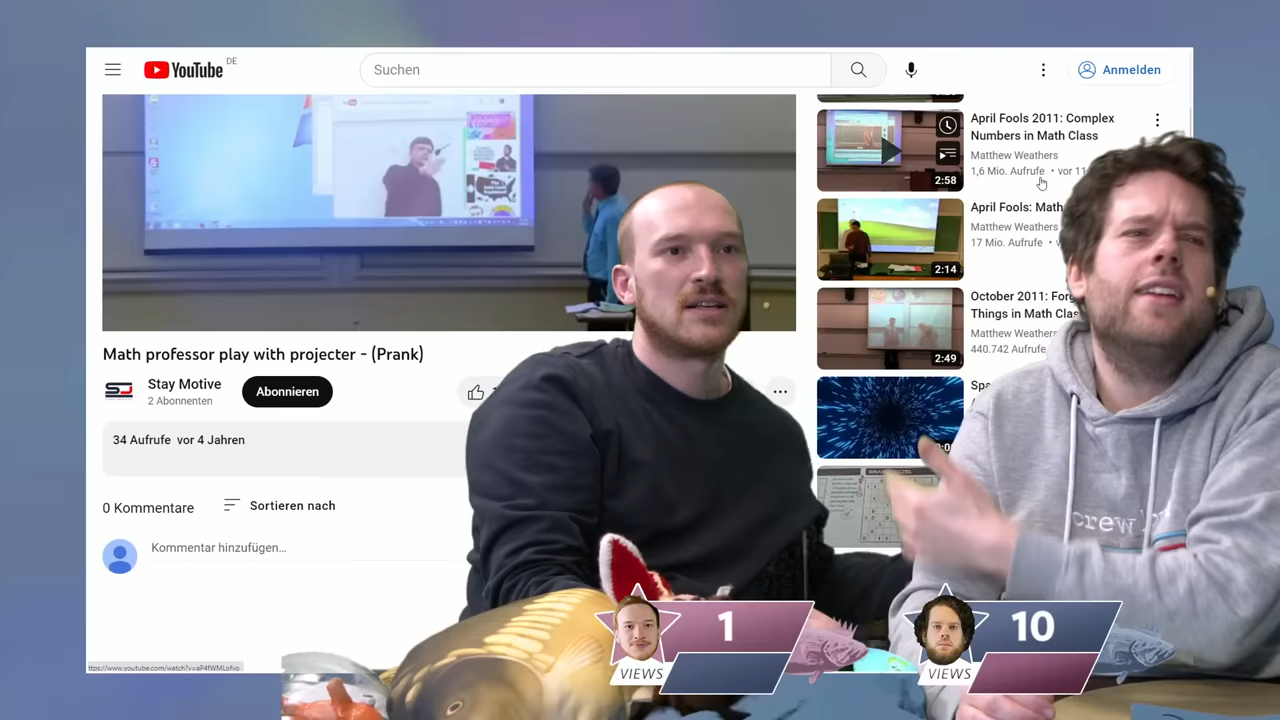 YouTube DE
Suchen
Anmelden
April Fools 2011: Complex
Numbers in Math Class
Matthew Weathers
1,6 Mio. Aufrufe • vor 11
2:58
April Fools: Math
Matthew Weathers
17 Mio. Aufrufe
2:14
October 2011: Forg
Things in Math Clas
Matthew Weathers
440.742 Aufrufe
2:49
Spa
Math professor play with projecter - (Prank)
Stay Motive
2 Abonnenten
Abonnieren
34 Aufrufe vor 4 Jahren
0 Kommentare
Sortieren nach
Kommentar hinzufügen...
crew
1
VIEWS
10
VIEWS